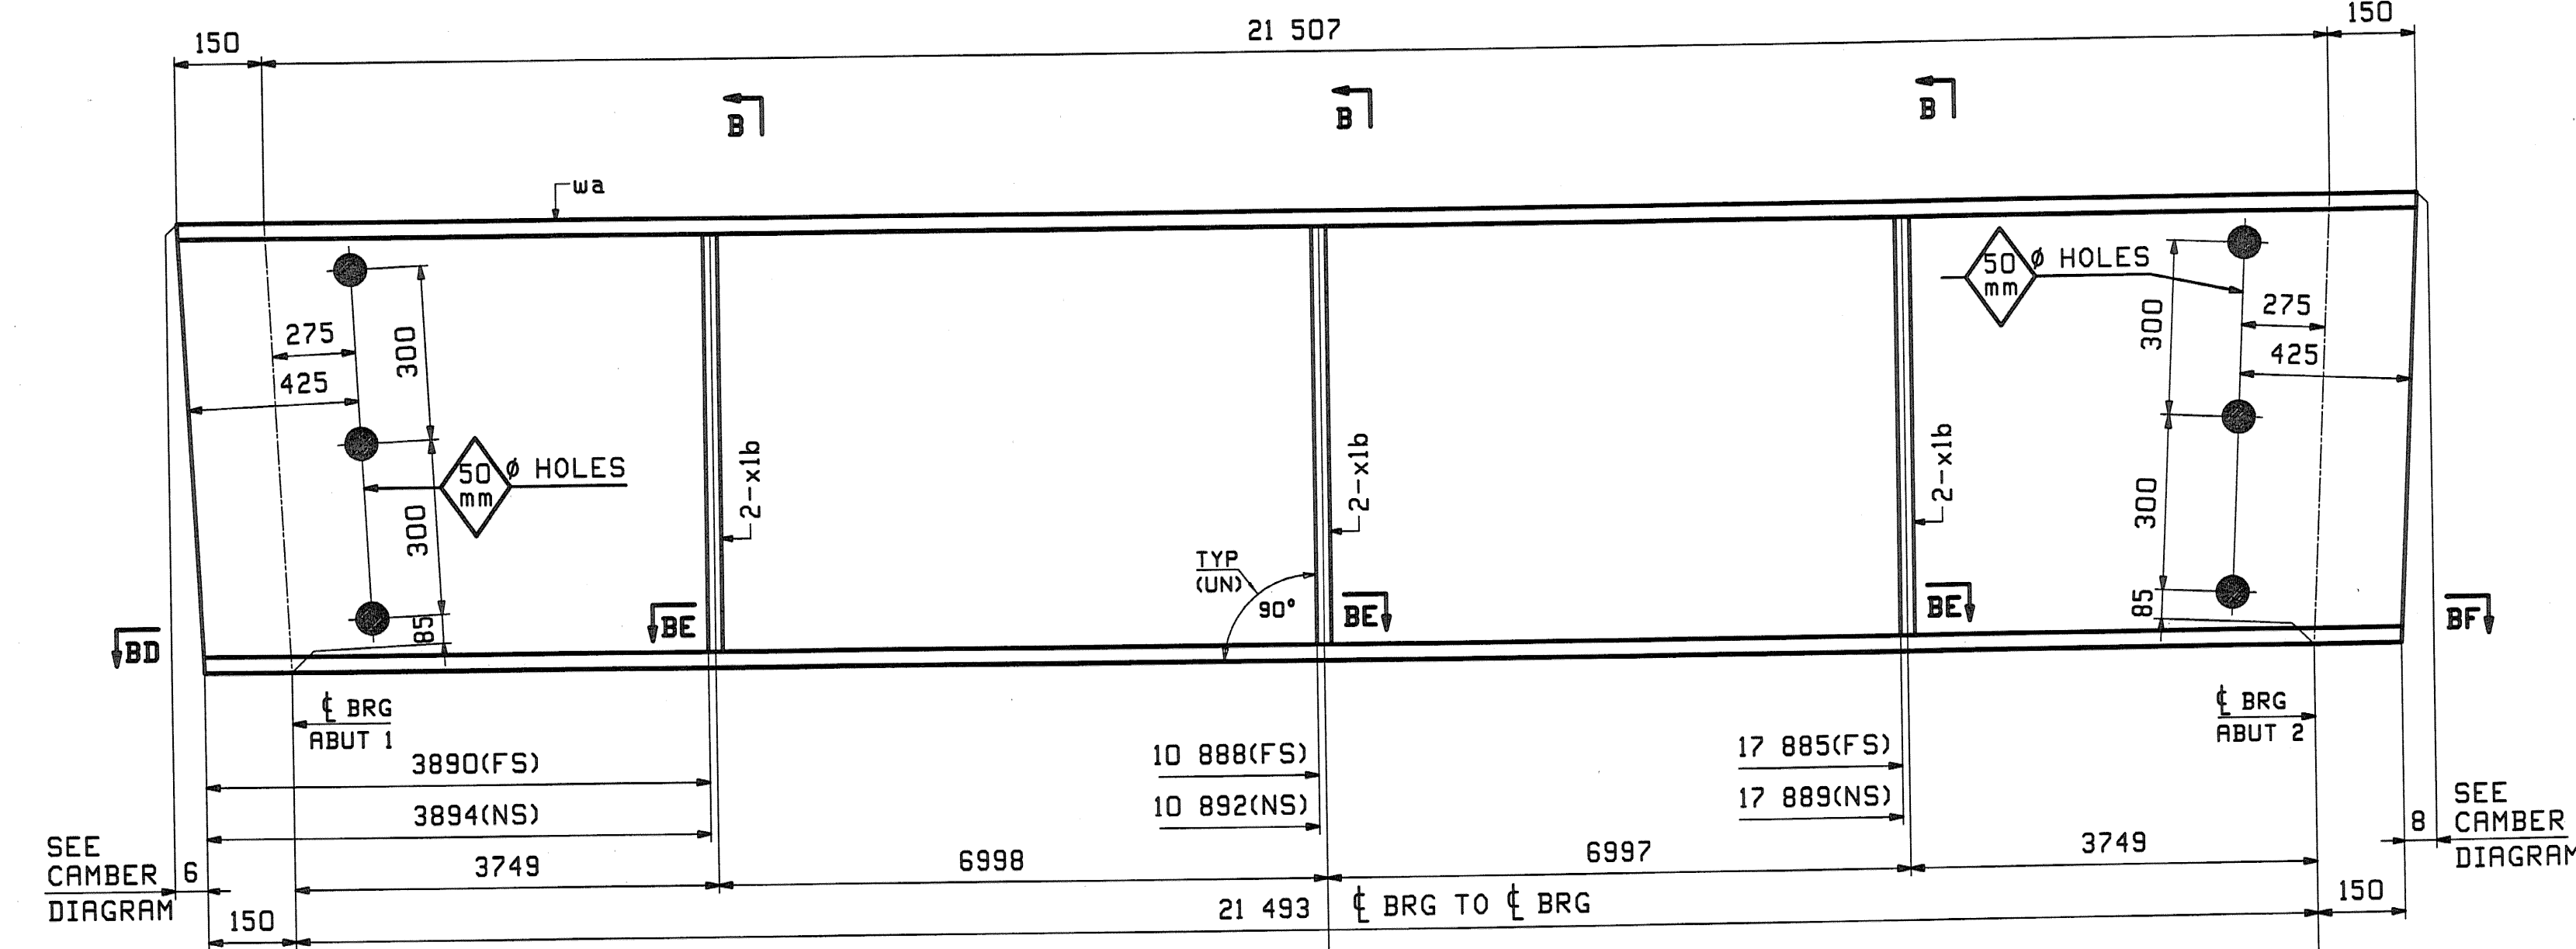 150
21 507
150
B
B
B
wa
275
300
425
50
mm
ø HOLES
300
85
2-x1b
2-x1b
2-x1b
50
mm
ø HOLES
300
275
425
300
85
TYP
(UN)
90°
BD
BE
BE
BE
BF
℄ BRG
ABUT 1
℄ BRG
ABUT 2
3890(FS)
10 888(FS)
17 885(FS)
3894(NS)
10 892(NS)
17 889(NS)
SEE
CAMBER
DIAGRAM
6
3749
6998
6997
3749
8
SEE
CAMBER
DIAGRAM
150
21 493
℄ BRG TO ℄ BRG
150